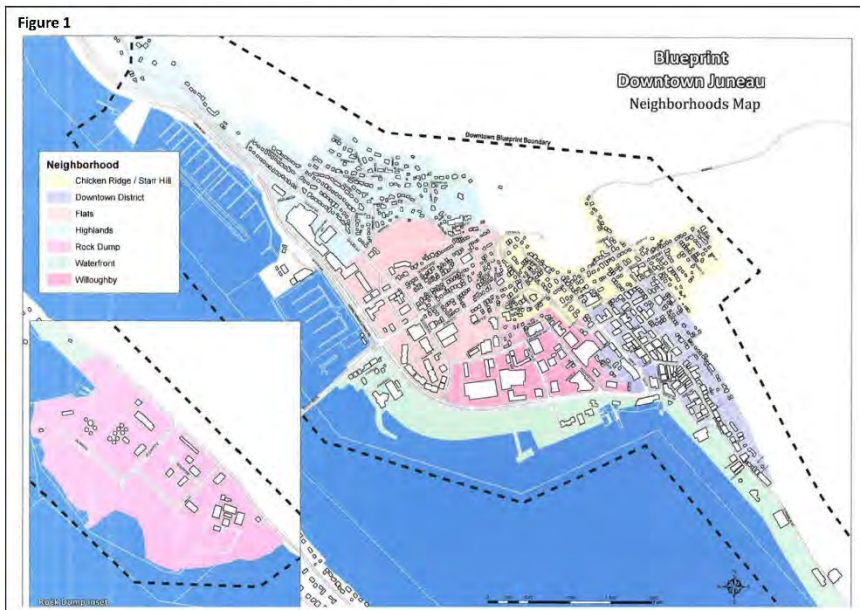 Figure 1
Blueprint
Downtown Juneau
Neighborhoods Map
Downtown Blueprint Boundary
Neighborhood
Chicken Ridge / Starr Hill
Downtown District
Flats
Highlands
Rock Dump
Waterfront
Willoughby
Rock Dump Inset